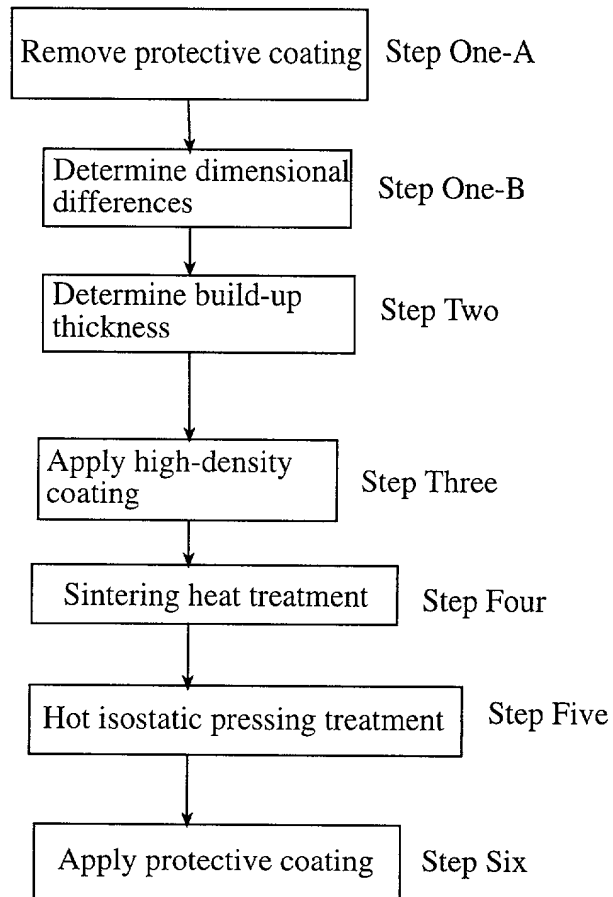 Remove protective coating
Step One-A
Determine dimensional
differences
Step One-B
Determine build-up
thickness
Step Two
Apply high-density
coating
Step Three
Sintering heat treatment
Step Four
Hot isostatic pressing treatment
Step Five
Apply protective coating
Step Six